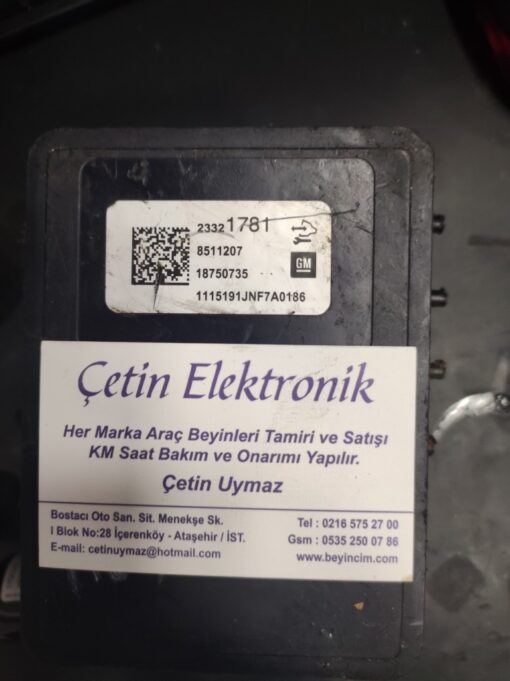 23321781
8511207
GM
18750735
1115191JNF7A0186
Çetin Elektronik
Her Marka Araç Beyinleri Tamiri ve Satışı
KM Saat Bakım ve Onarımı Yapılır.
Çetin Uymaz
Bostacı Oto San. Sit. Menekşe Sk.
I Blok No:28 İçerenköy - Ataşehir / İST.
E-mail: cetinuymaz@hotmail.com
Tel : 0216 575 27 00
Gsm : 0535 250 07 86
www.beyincim.com